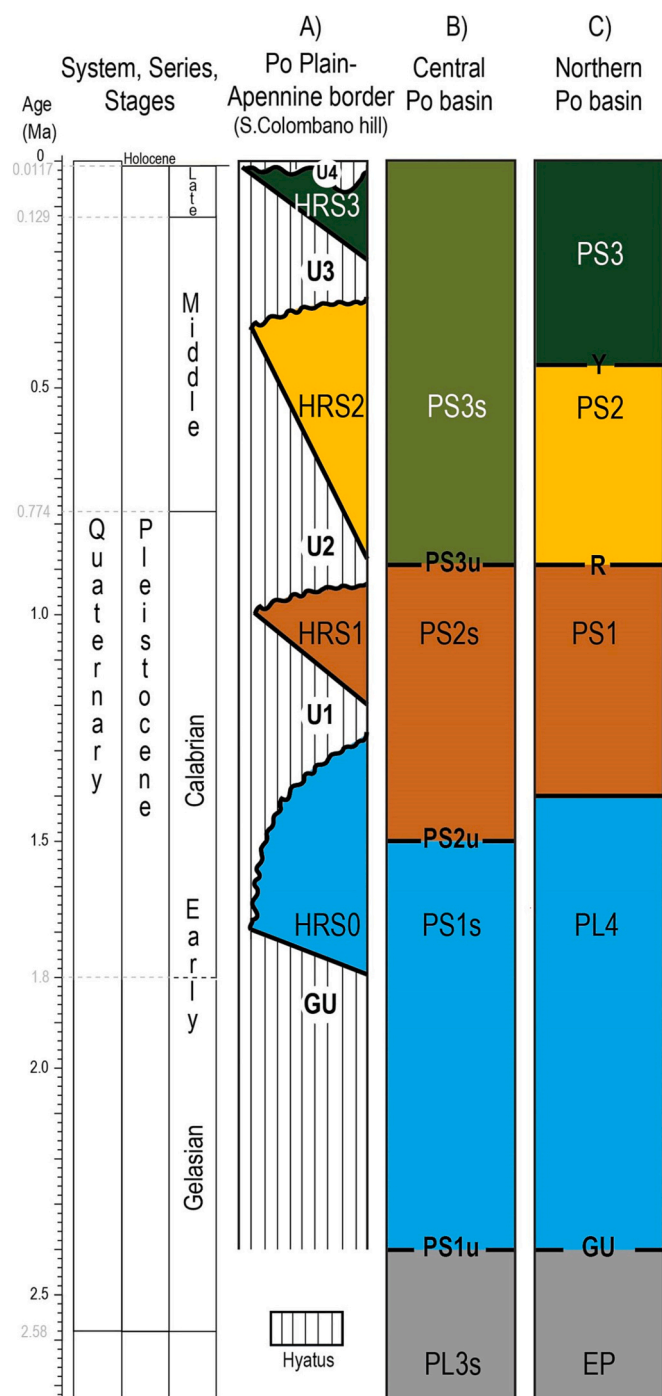 A)
B)
C)
System, Series,
Stages
Po Plain-
Apennine border
(S.Colombano hill)
Central
Po basin
Northern
Po basin
Age
(Ma)
0
Holocene
0.0117
Late
U4
HRS3
0.129
U3
PS3
Middle
Y
0.5
HRS2
PS3s
PS2
0.774
Quaternary
Pleistocene
U2
PS3u
R
1.0
HRS1
PS2s
PS1
U1
Calabrian
1.5
PS2u
Early
HRS0
PS1s
PL4
1.8
GU
2.0
Gelasian
PS1u
GU
2.5
2.58
Hyatus
PL3s
EP